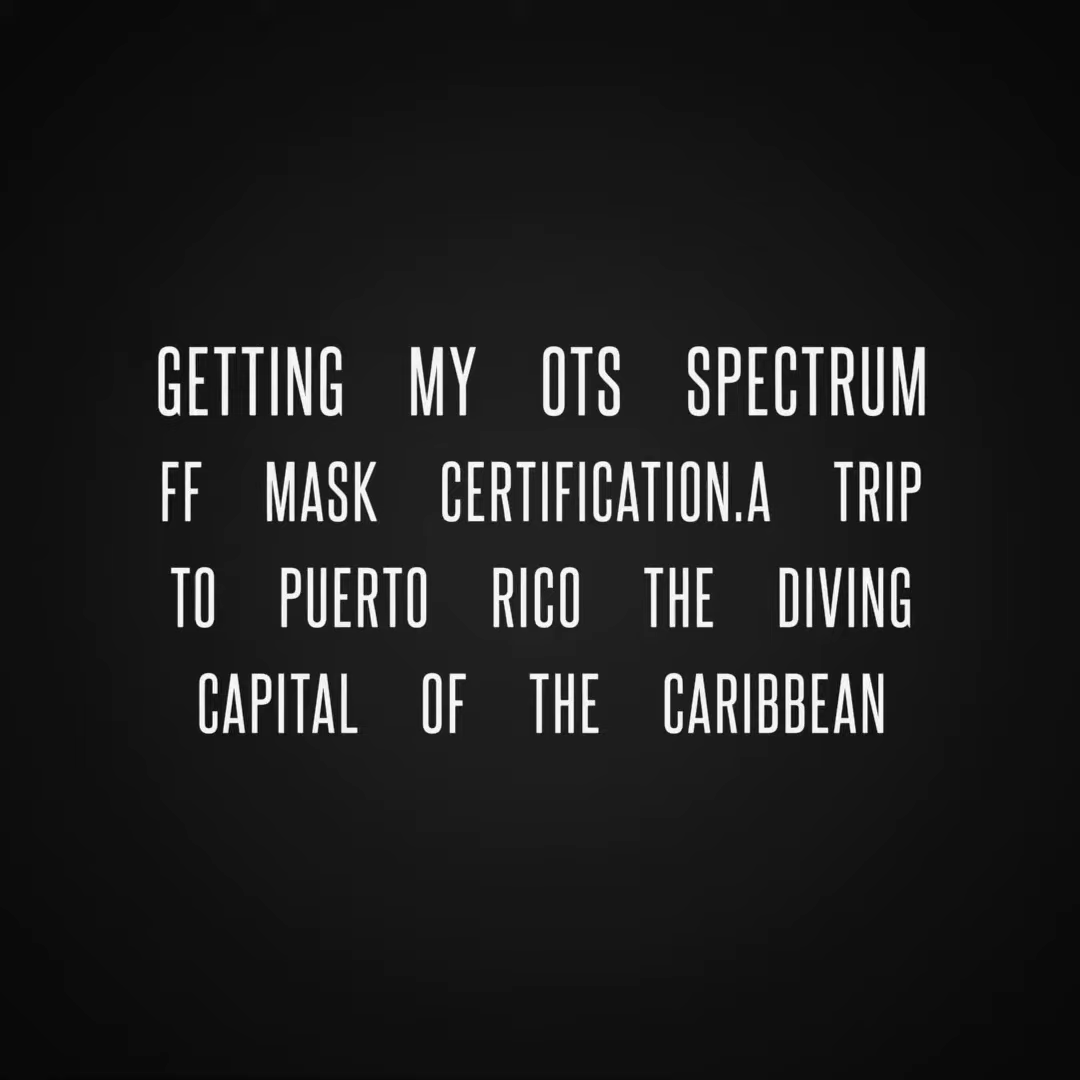 GETTING MY OTS SPECTRUM
FF MASK CERTIFICATION.A TRIP
TO PUERTO RICO THE DIVING
CAPITAL OF THE CARIBBEAN